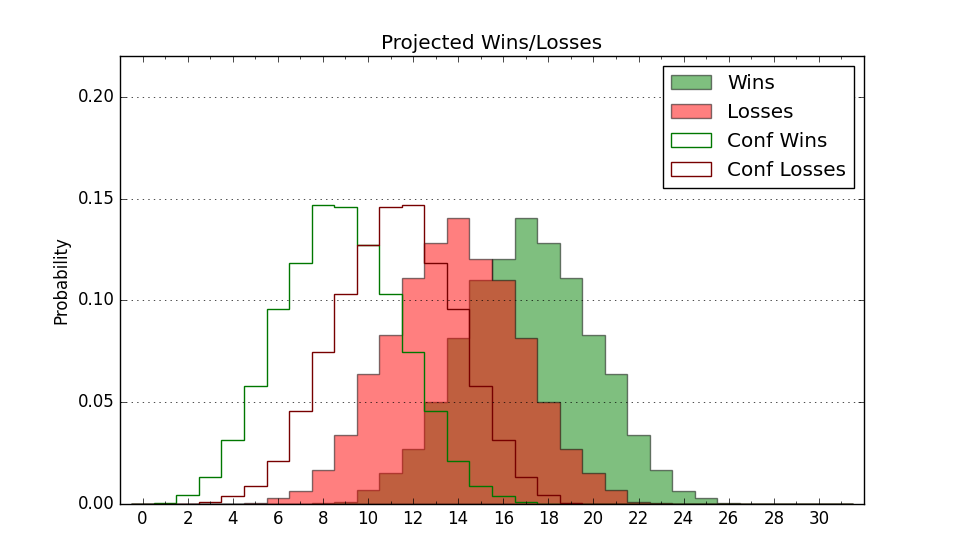 Projected Wins/Losses
Wins
Losses
Conf Wins
Conf Losses
Probability
0.20
0.15
0.10
0.05
0.00
0 2 4 6 8 10 12 14 16 18 20 22 24 26 28 30